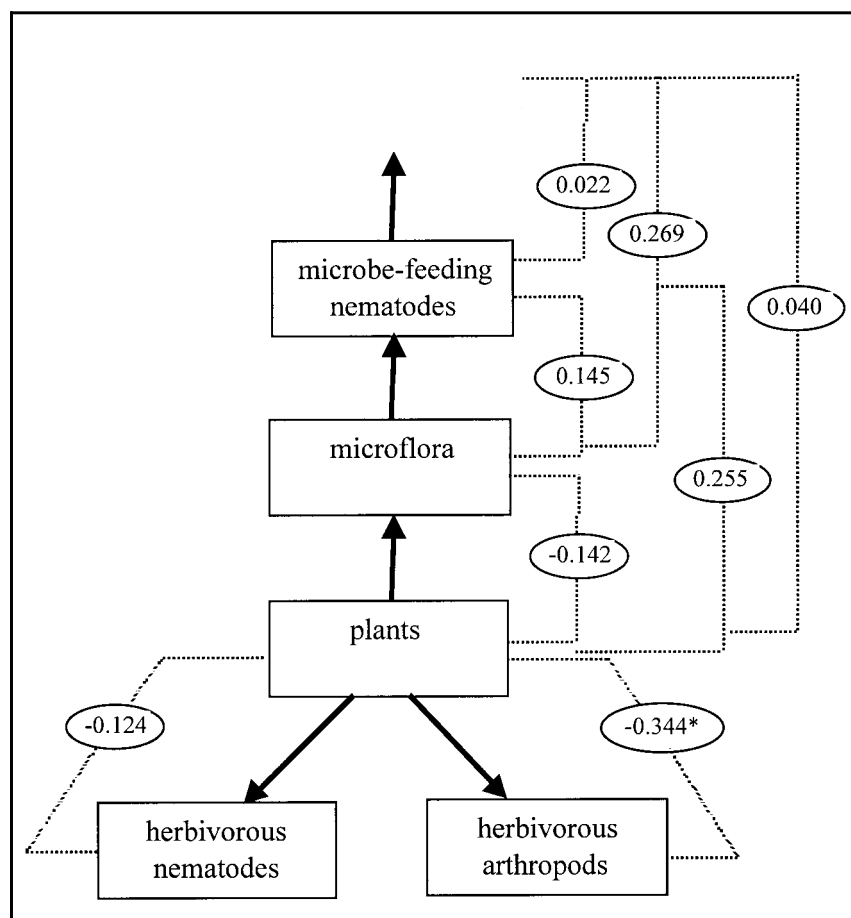 0.022
0.269
microbe-feeding
nematodes
0.040
0.145
microflora
0.255
-0.142
plants
-0.124
-0.344*
herbivorous
nematodes
herbivorous
arthropods